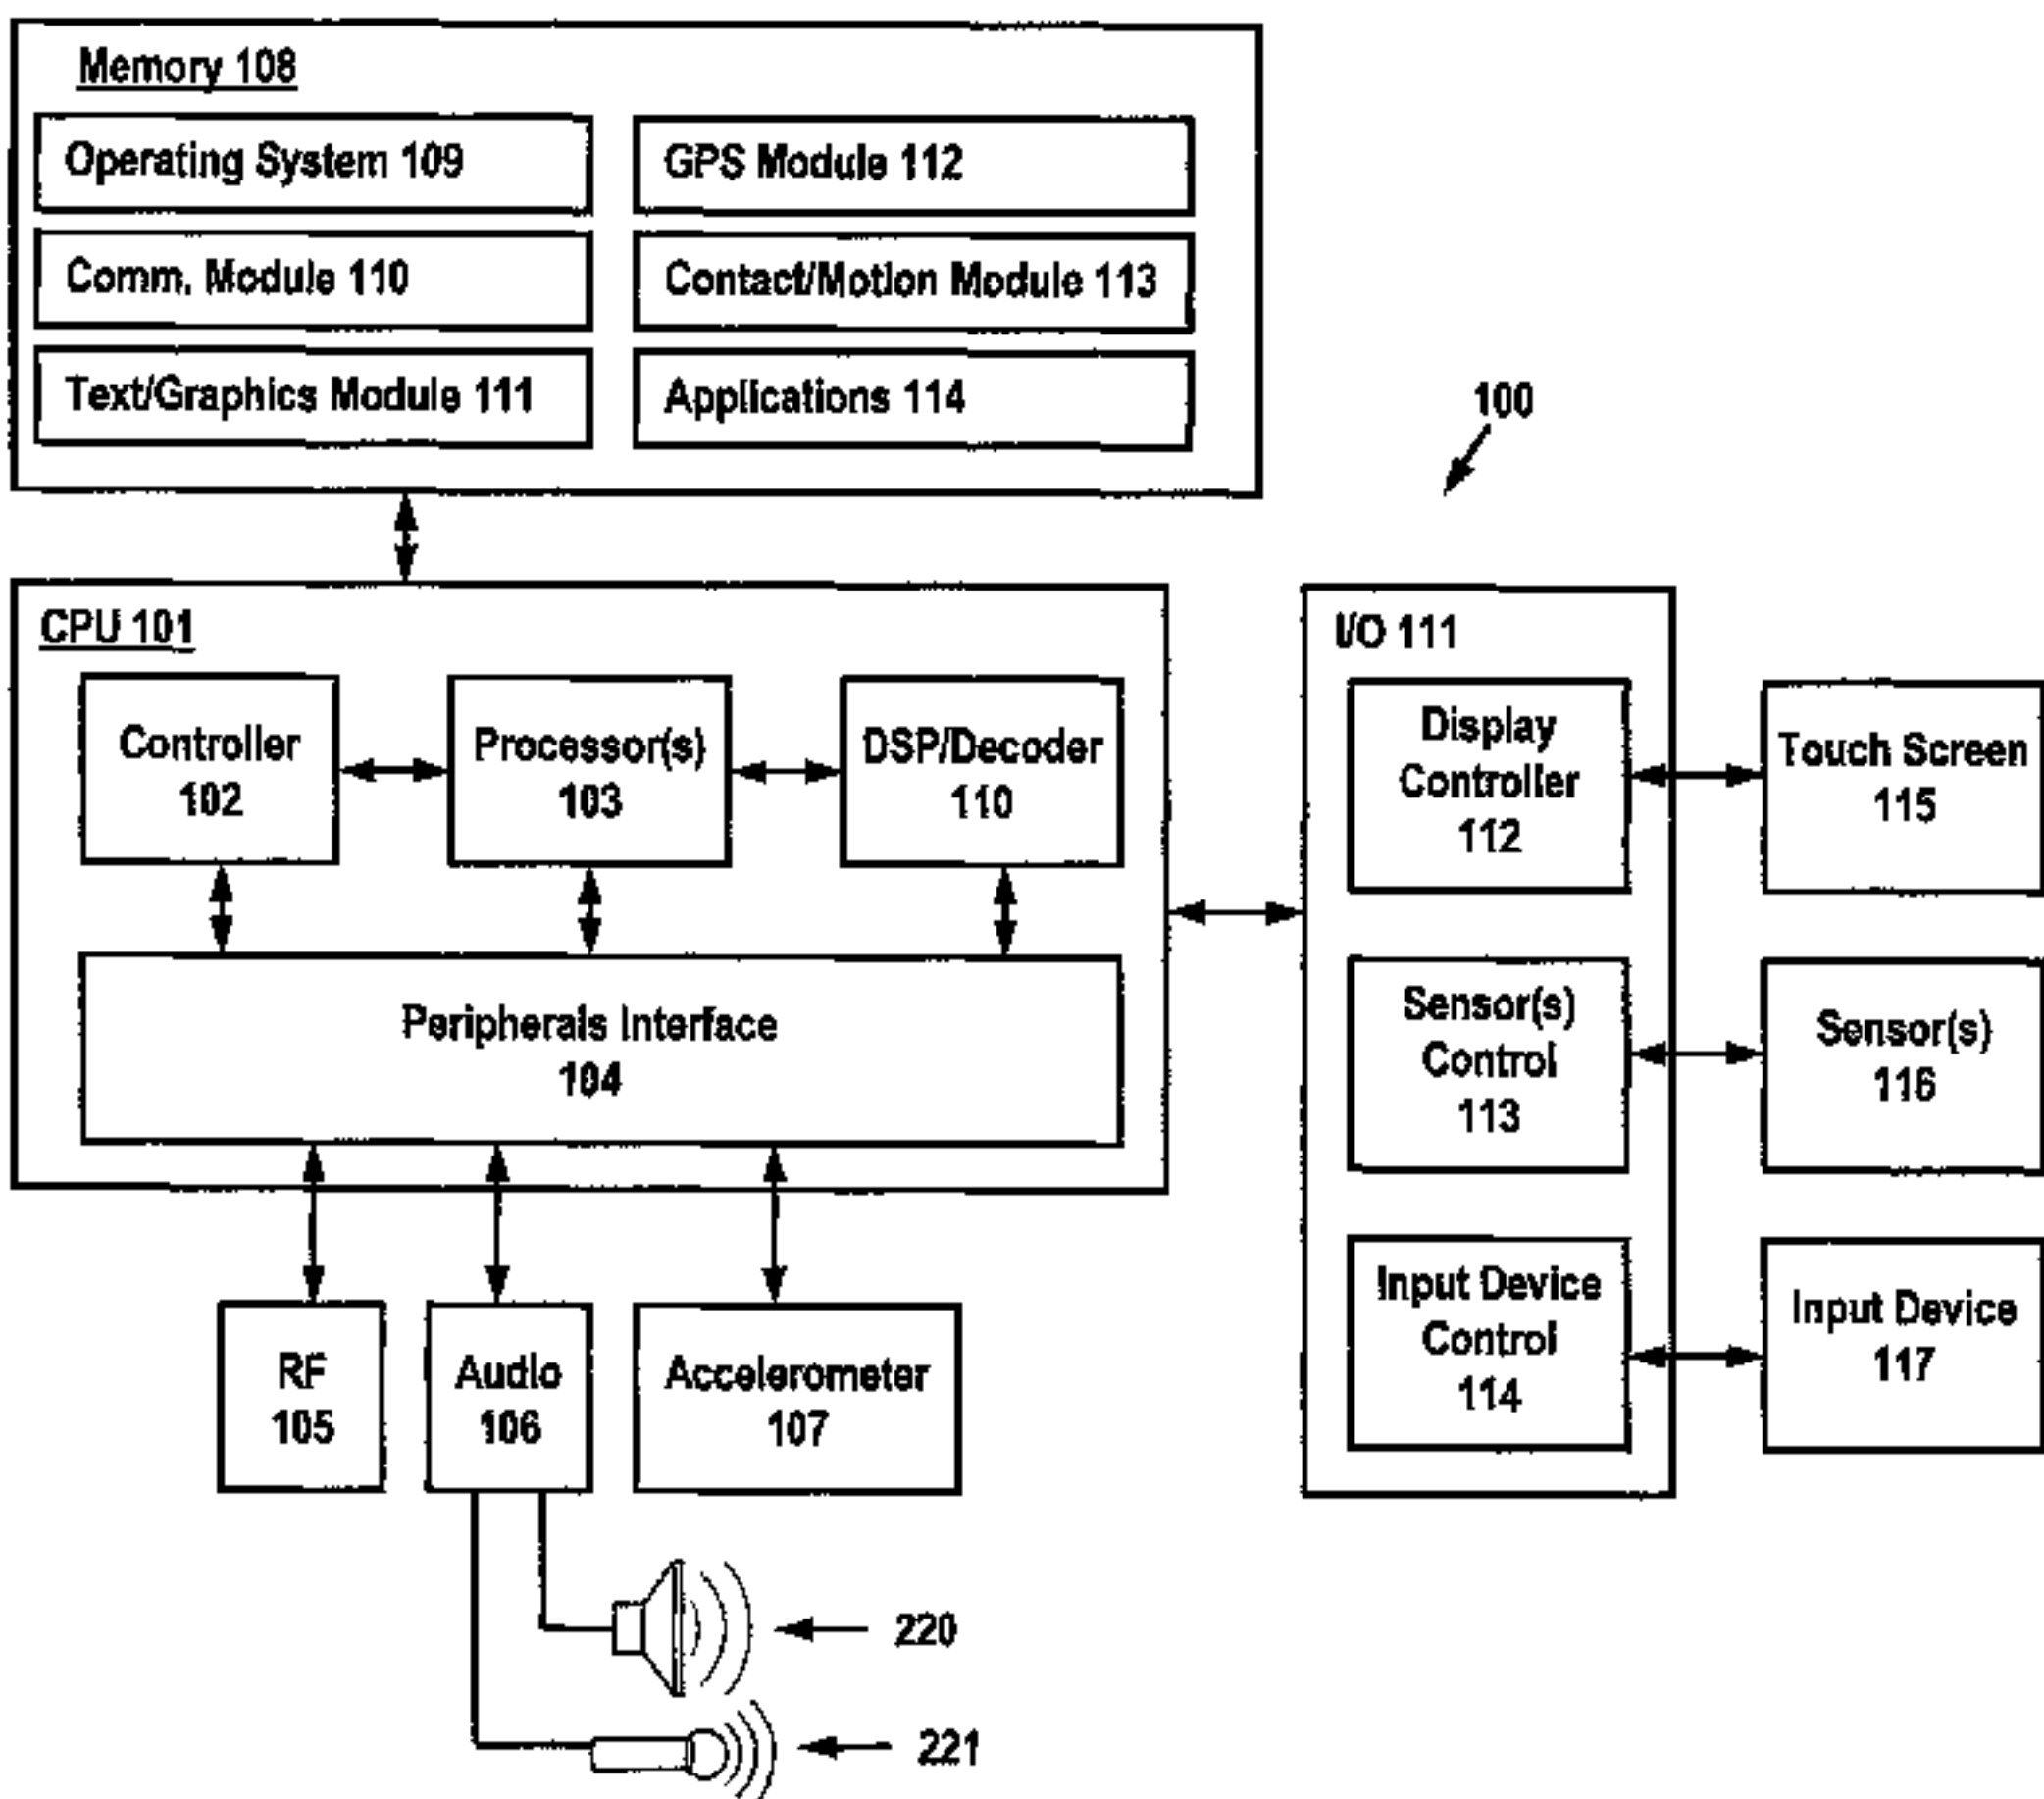 Memory 108
Operating System 109
GPS Module 112
Comm. Module 110
Contact/Motion Module 113
Text/Graphics Module 111
Applications 114
100
CPU 101
Controller
102
Processor(s)
103
DSP/Decoder
110
Peripherals Interface
104
I/O 111
Display
Controller
112
Touch Screen
115
Sensor(s)
Control
113
Sensor(s)
116
Input Device
Control
114
Input Device
117
RF
105
Audio
106
Accelerometer
107
220
221